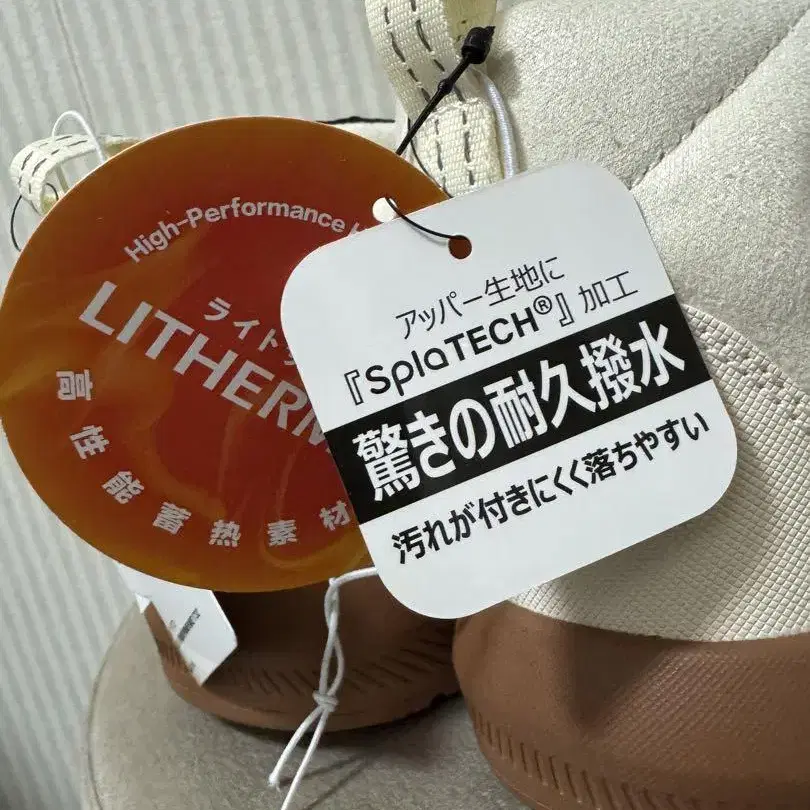 High-Performance
ライト
LITHERM
高性能蓄熱素材
アッパー生地に
『SplaTECH®』加工
驚きの耐久撥水
汚れが付きにくく落ちやすい